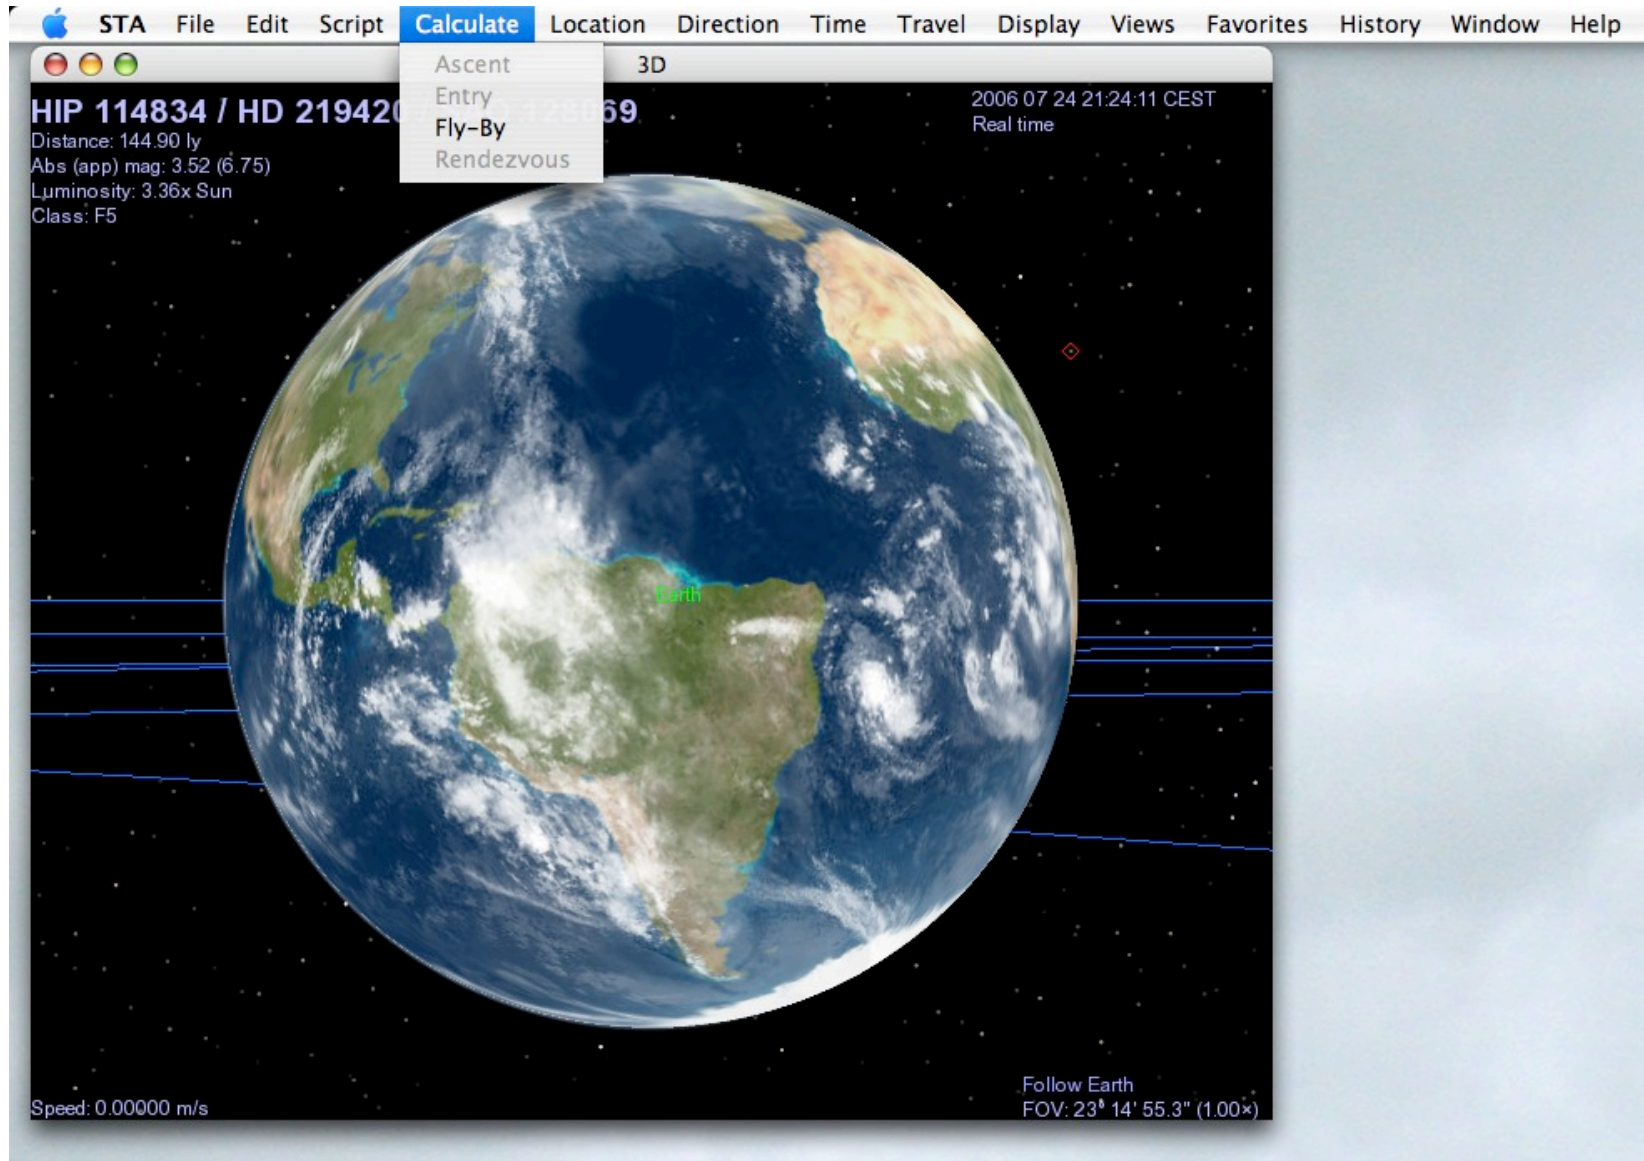 STA File Edit Script Calculate Location Direction Time Travel Display Views Favorites History Window Help
3D
Ascent
Entry
Fly-By
Rendezvous
HIP 114834 / HD 219420
Distance: 144.90 ly
Abs (app) mag: 3.52 (6.75)
Luminosity: 3.36x Sun
Class: F5
2006 07 24 21:24:11 CEST
Real time
Earth
Speed: 0.00000 m/s
Follow Earth
FOV: 23° 14' 55.3" (1.00×)